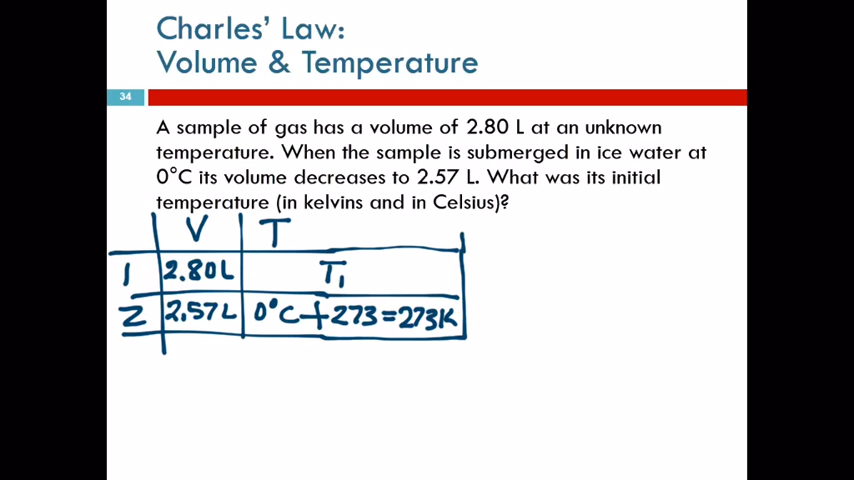 Charles' Law:
Volume & Temperature
34
A sample of gas has a volume of 2.80 L at an unknown
temperature. When the sample is submerged in ice water at
0°C its volume decreases to 2.57 L. What was its initial
temperature (in kelvins and in Celsius)?
V T
1 2.80L T₁
2 2.57L 0°C+273=273K